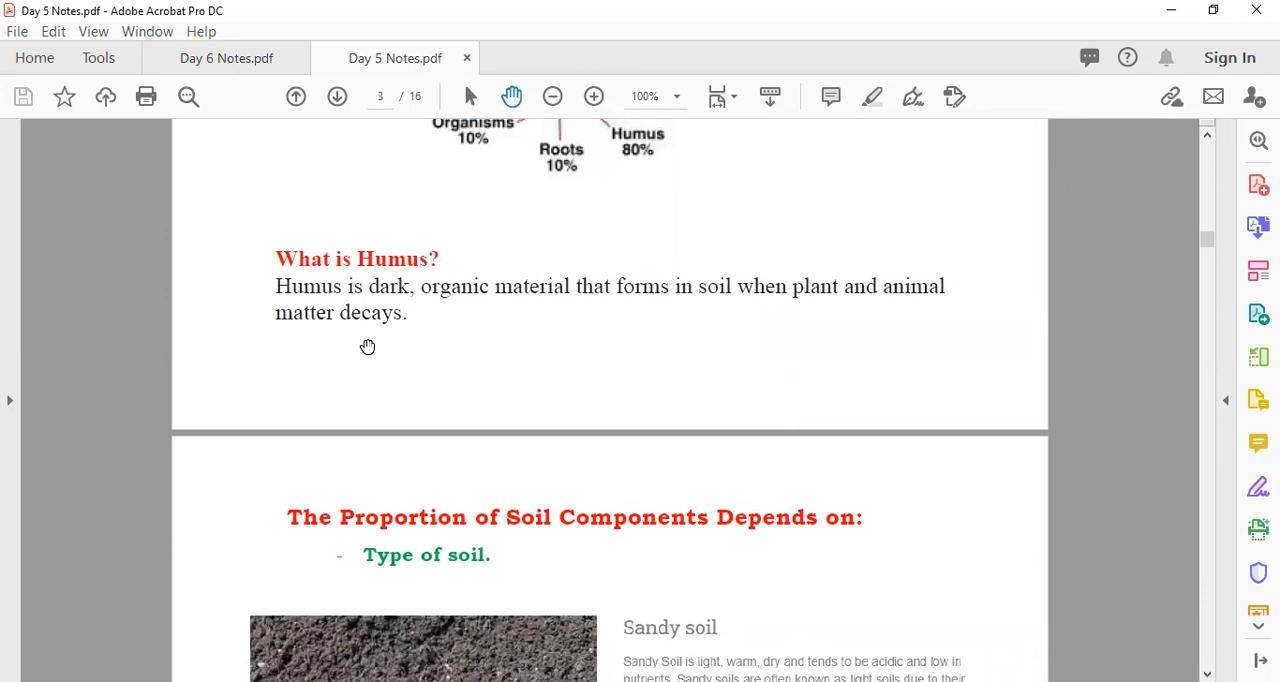 Day 5 Notes.pdf - Adobe Acrobat Pro DC
File Edit View Window Help
Home Tools Day 6 Notes.pdf Day 5 Notes.pdf × Sign In
3 / 16 100%
Organisms
10%
Roots
10%
Humus
80%
What is Humus?
Humus is dark, organic material that forms in soil when plant and animal
matter decays.
The Proportion of Soil Components Depends on:
- Type of soil.
Sandy soil
Sandy Soil is light, warm, dry and tends to be acidic and low in
nutrients. Sandy soils are often known as light soils due to their